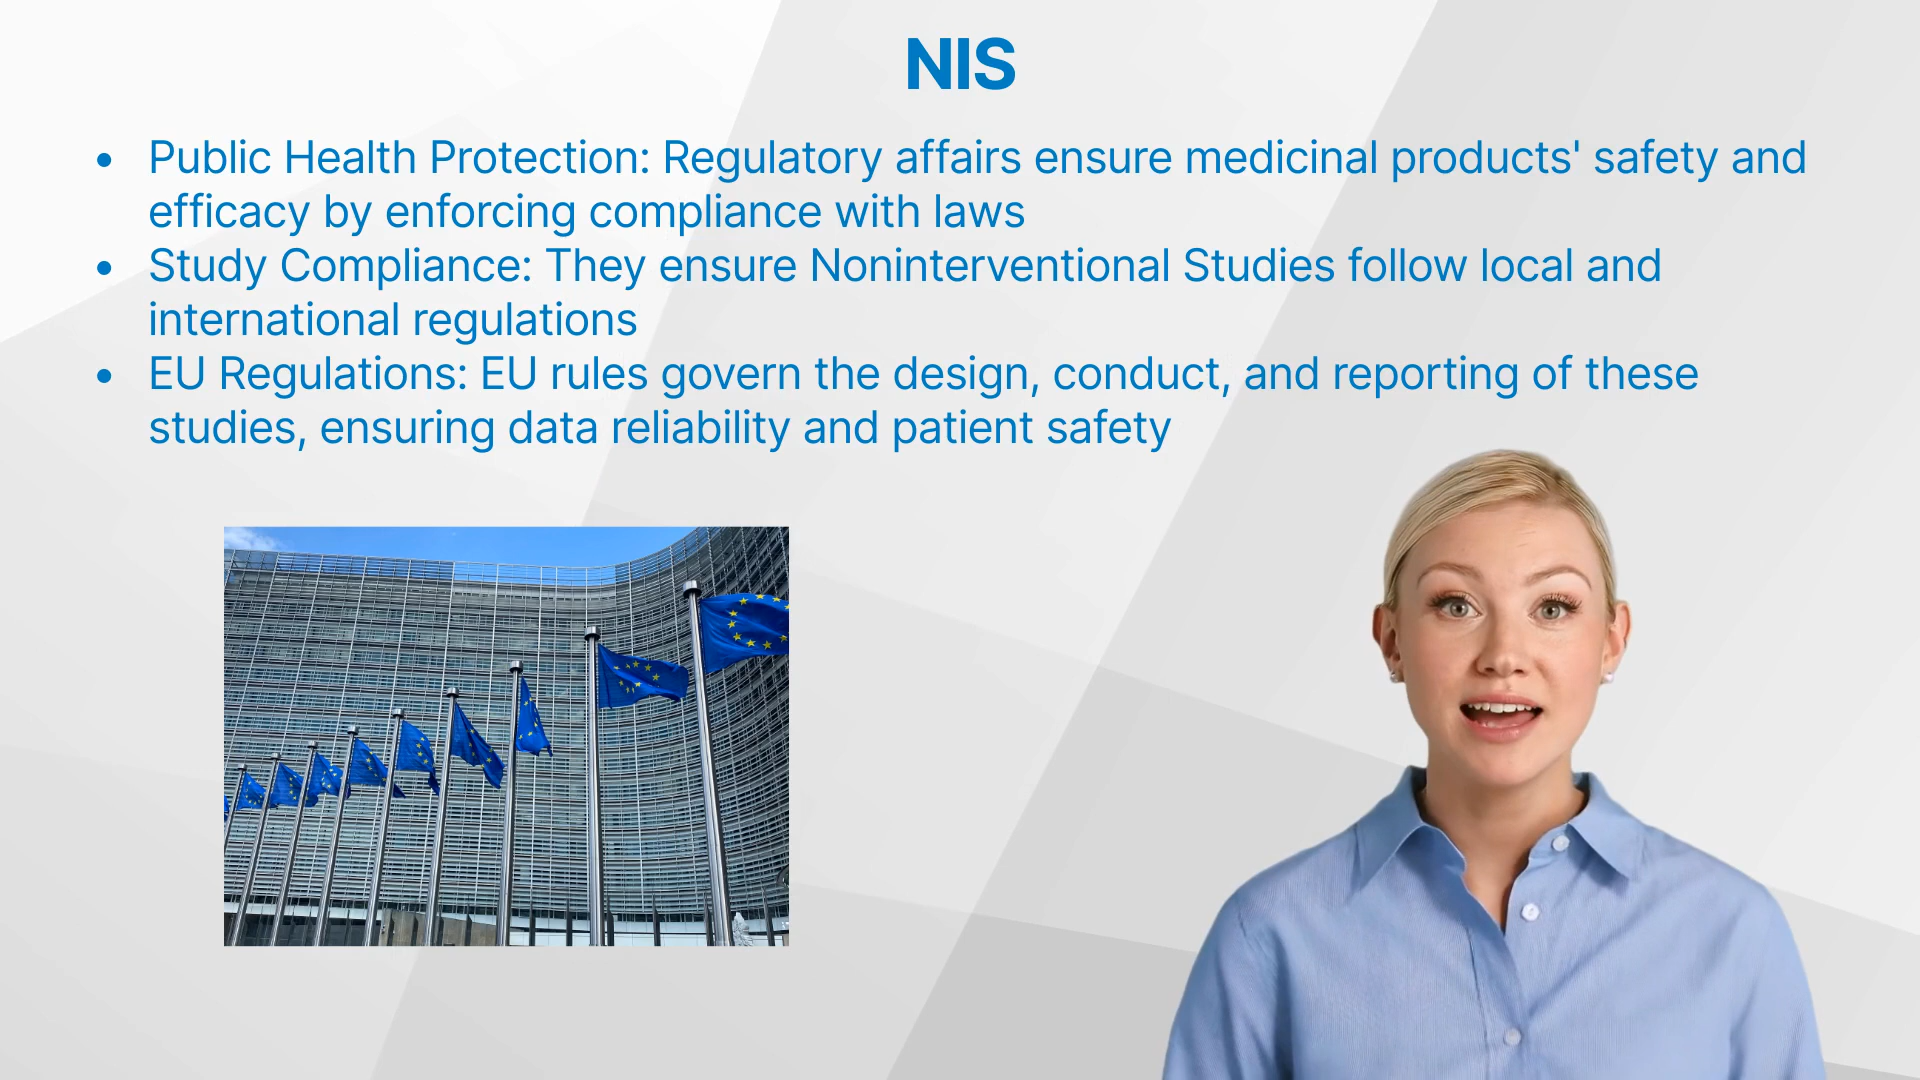 NIS
• Public Health Protection: Regulatory affairs ensure medicinal products' safety and
efficacy by enforcing compliance with laws
• Study Compliance: They ensure Noninterventional Studies follow local and
international regulations
• EU Regulations: EU rules govern the design, conduct, and reporting of these
studies, ensuring data reliability and patient safety